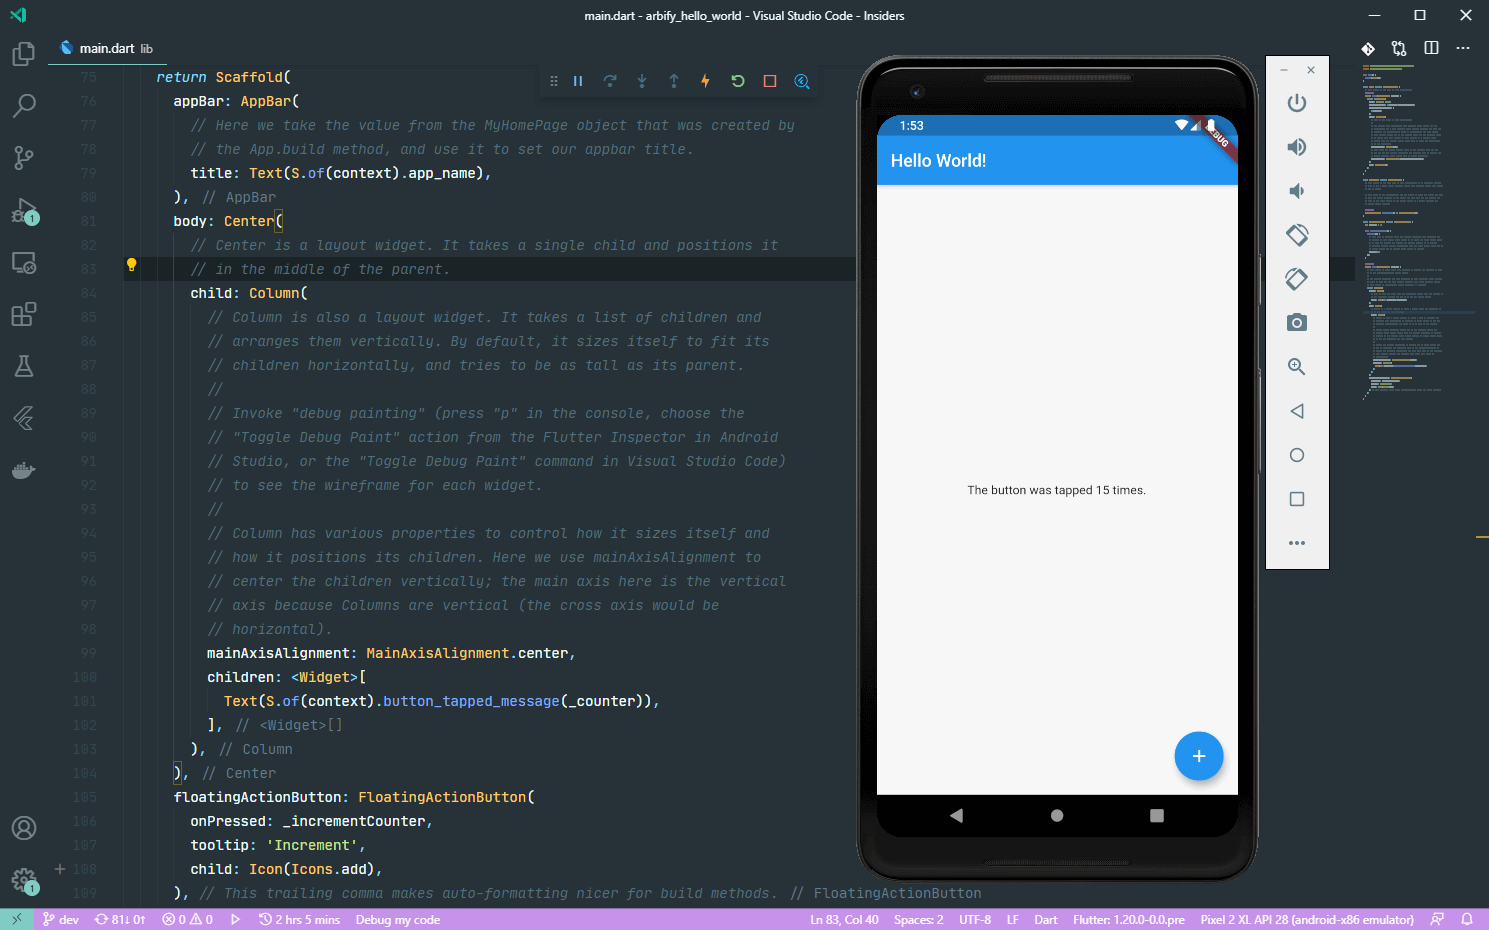 main.dart - arbify_hello_world - Visual Studio Code - Insiders
main.dart lib
75 return Scaffold(
76 appBar: AppBar(
77 // Here we take the value from the MyHomePage object that was created by
78 // the App.build method, and use it to set our appbar title.
79 title: Text(S.of(context).app_name),
80 ), // AppBar
81 body: Center(
82 // Center is a layout widget. It takes a single child and positions it
83 // in the middle of the parent.
84 child: Column(
85 // Column is also a layout widget. It takes a list of children and
86 // arranges them vertically. By default, it sizes itself to fit its
87 // children horizontally, and tries to be as tall as its parent.
88 //
89 // Invoke "debug painting" (press "p" in the console, choose the
90 // "Toggle Debug Paint" action from the Flutter Inspector in Android
91 // Studio, or the "Toggle Debug Paint" command in Visual Studio Code)
92 // to see the wireframe for each widget.
93 //
94 // Column has various properties to control how it sizes itself and
95 // how it positions its children. Here we use mainAxisAlignment to
96 // center the children vertically; the main axis here is the vertical
97 // axis because Columns are vertical (the cross axis would be
98 // horizontal).
99 mainAxisAlignment: MainAxisAlignment.center,
100 children: <Widget>[
101 Text(S.of(context).button_tapped_message(_counter)),
102 ], // <Widget>[]
103 ), // Column
104 ), // Center
105 floatingActionButton: FloatingActionButton(
106 onPressed: _incrementCounter,
107 tooltip: 'Increment',
108 child: Icon(Icons.add),
109 ), // This trailing comma makes auto-formatting nicer for build methods. // FloatingActionButton
1:53
Hello World!
The button was tapped 15 times.
+
1
1
dev 81↓ 0↑ 0 0 2 hrs 5 mins Debug my code Ln 83, Col 40 Spaces: 2 UTF-8 LF Dart Flutter: 1.20.0-0.0.pre Pixel 2 XL API 28 (android-x86 emulator)